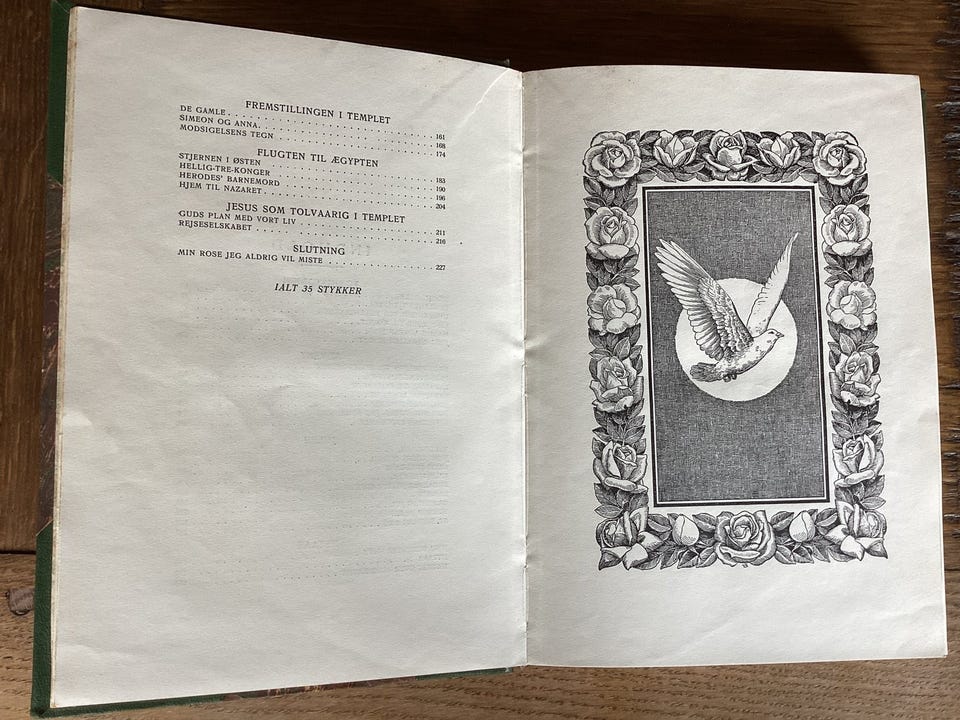 FREMSTILLINGEN I TEMPLET
DE GAMLE . . . . . . . . . . . . . . . . . . . . 161
SIMEON OG ANNA. . . . . . . . . . . . . . . . . . . . 168
MODSIGELSENS TEGN . . . . . . . . . . . . . . . . . . . . 174
FLUGTEN TIL ÆGYPTEN
STJERNEN I ØSTEN . . . . . . . . . . . . . . . . . . . . 183
HELLIG-TRE-KONGER . . . . . . . . . . . . . . . . . . . . 190
HERODES' BARNEMORD . . . . . . . . . . . . . . . . . . . . 196
HJEM TIL NAZARET . . . . . . . . . . . . . . . . . . . . 204
JESUS SOM TOLVAARIG I TEMPLET
GUDS PLAN MED VORT LIV . . . . . . . . . . . . . . . . . . . . 211
REJSESELSKABET . . . . . . . . . . . . . . . . . . . . 216
SLUTNING
MIN ROSE JEG ALDRIG VIL MISTE . . . . . . . . . . . . . . . . . . . . 227
IALT 35 STYKKER